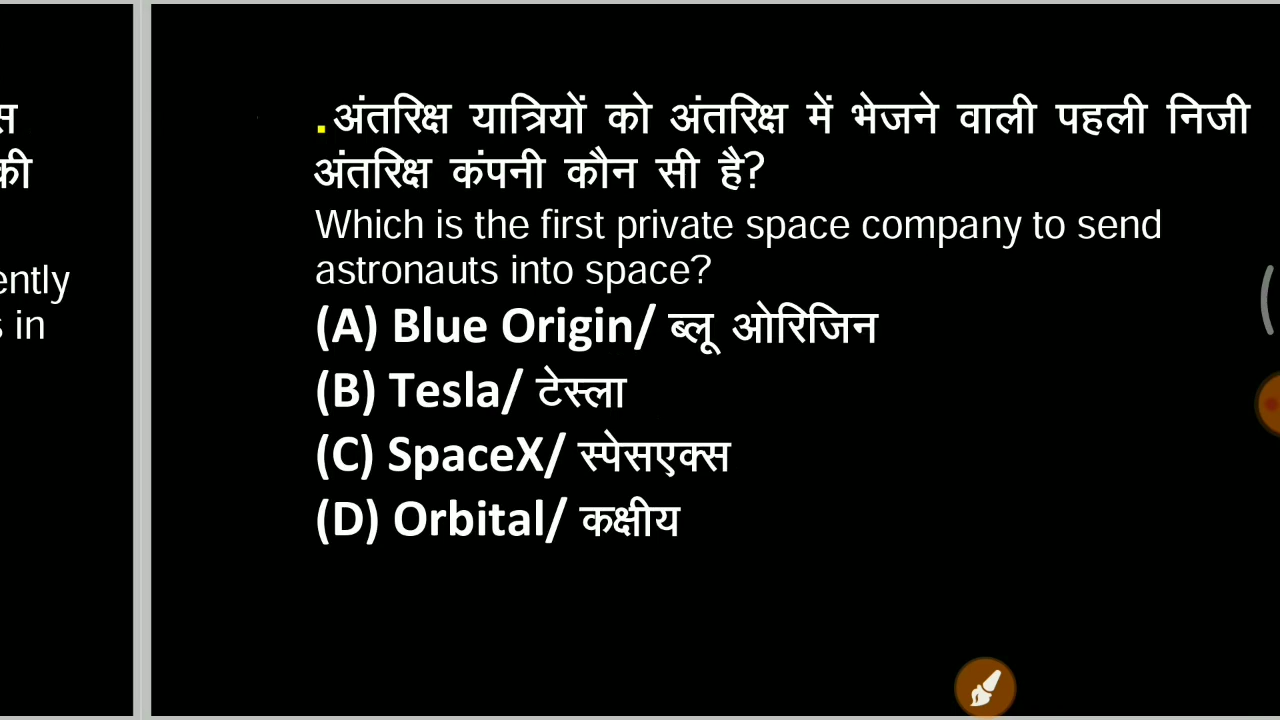 स
की
ently
s in
.अंतरिक्ष यात्रियों को अंतरिक्ष में भेजने वाली पहली निजी
अंतरिक्ष कंपनी कौन सी है?
Which is the first private space company to send
astronauts into space?
(A) Blue Origin/ ब्लू ओरिजिन
(B) Tesla/ टेस्ला
(C) SpaceX/ स्पेसएक्स
(D) Orbital/ कक्षीय